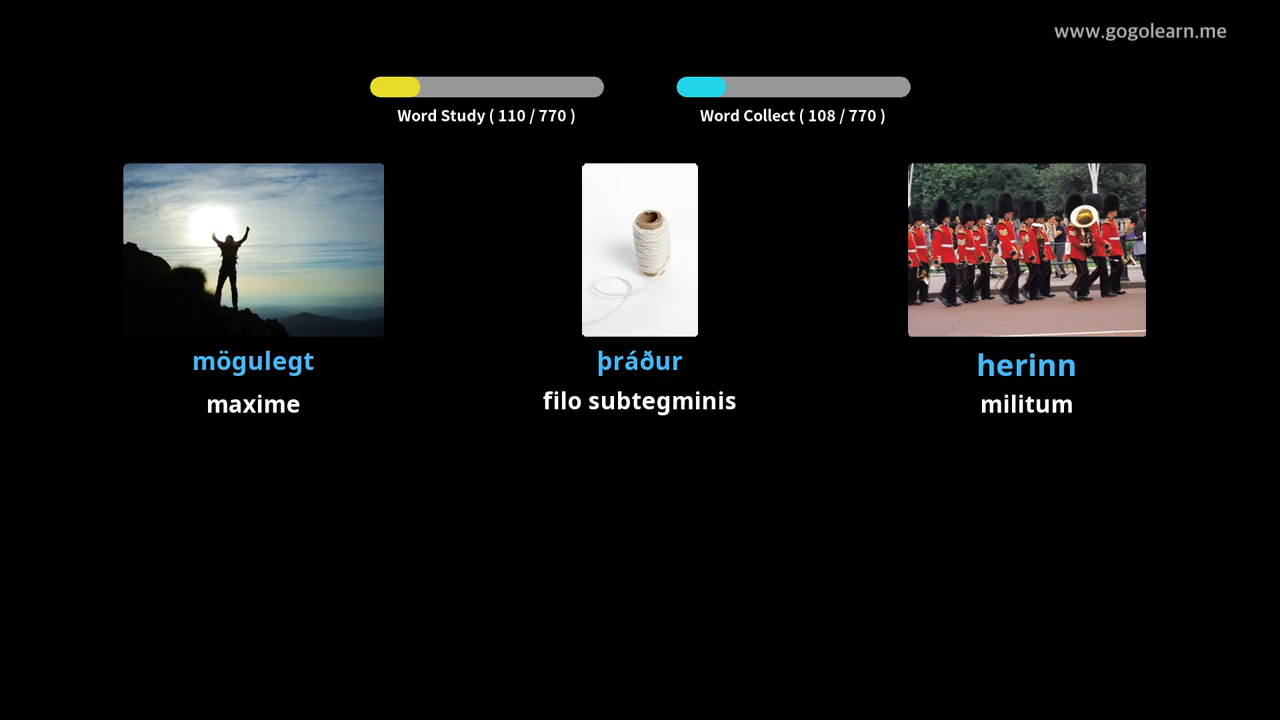 www.gogolearn.me
Word Study ( 110 / 770 )
Word Collect ( 108 / 770 )
mögulegt
þráður
herinn
maxime
filo subtegminis
militum